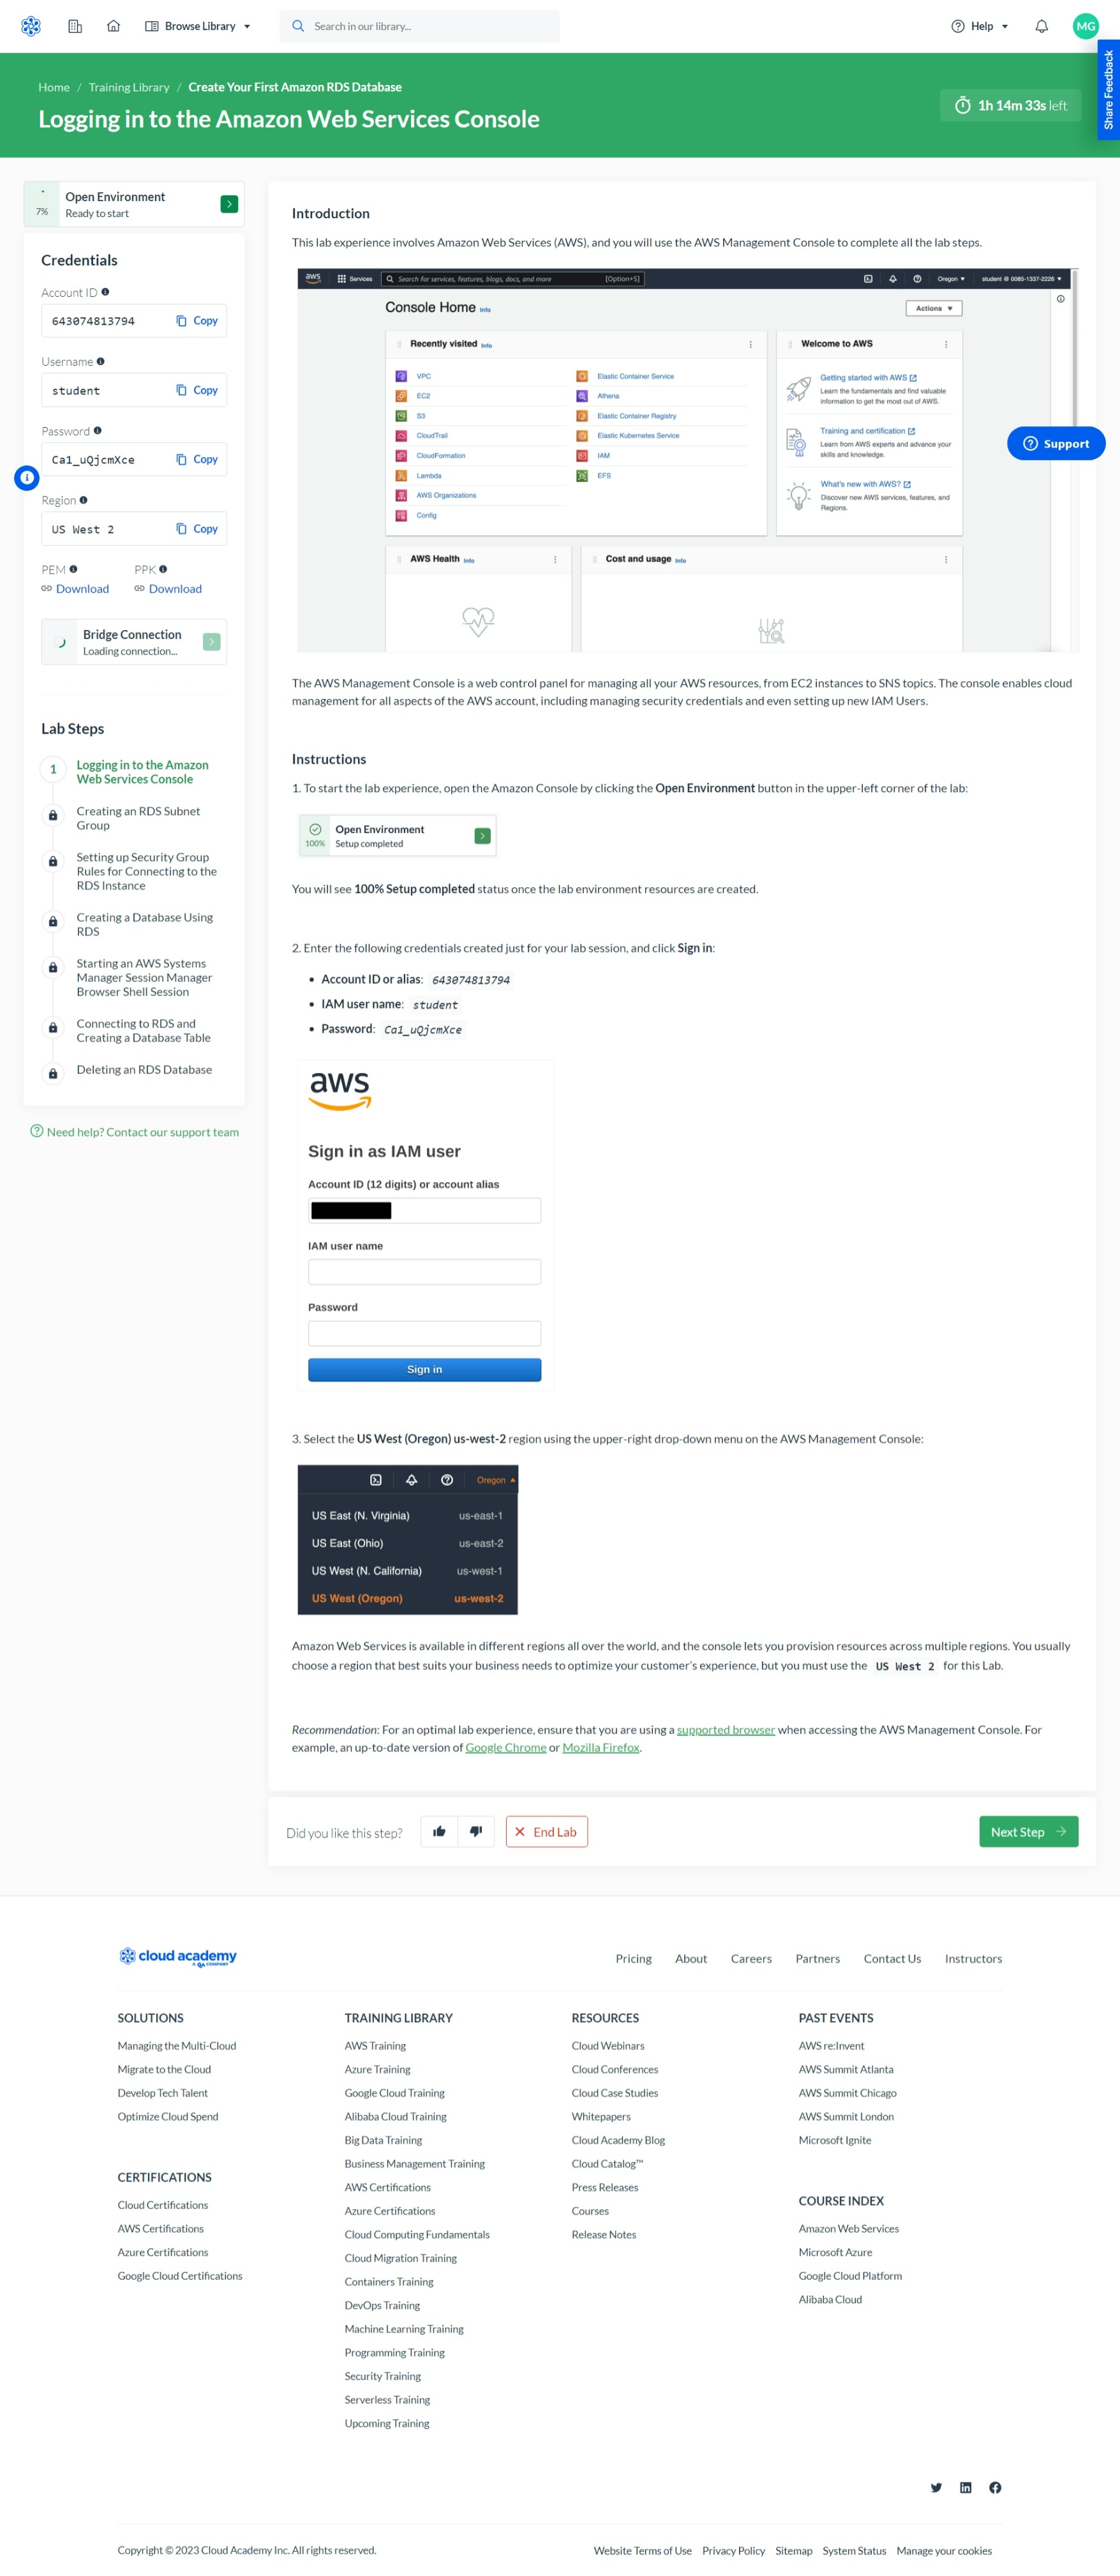 Browse Library
Search in our library...
Help
MG
Share Feedback
Home / Training Library / Create Your First Amazon RDS Database
Logging in to the Amazon Web Services Console
1h 14m 33s left
7%
Open Environment
Ready to start
Credentials
Account ID
643074813794
Copy
Username
student
Copy
Password
Ca1_uQjcmXce
Copy
Region
US West 2
Copy
PEM
PPK
Download
Download
Bridge Connection
Loading connection...
Lab Steps
1
Logging in to the Amazon
Web Services Console
Creating an RDS Subnet
Group
Setting up Security Group
Rules for Connecting to the
RDS Instance
Creating a Database Using
RDS
Starting an AWS Systems
Manager Session Manager
Browser Shell Session
Connecting to RDS and
Creating a Database Table
Deleting an RDS Database
Need help? Contact our support team
Introduction
This lab experience involves Amazon Web Services (AWS), and you will use the AWS Management Console to complete all the lab steps.
aws
Services
Search for services, features, blogs, docs, and more
[Option+S]
Oregon
student @ 0085-1337-2226
Console Home Info
Actions
Recently visited Info
VPC
EC2
S3
CloudTrail
CloudFormation
Lambda
AWS Organizations
Config
Elastic Container Service
Athena
Elastic Container Registry
Elastic Kubernetes Service
IAM
EFS
Welcome to AWS
Getting started with AWS
Learn the fundamentals and find valuable
information to get the most out of AWS.
Training and certification
Learn from AWS experts and advance your
skills and knowledge.
What's new with AWS?
Discover new AWS services, features, and
Regions.
AWS Health Info
Cost and usage Info
Support
The AWS Management Console is a web control panel for managing all your AWS resources, from EC2 instances to SNS topics. The console enables cloud
management for all aspects of the AWS account, including managing security credentials and even setting up new IAM Users.
Instructions
1. To start the lab experience, open the Amazon Console by clicking the Open Environment button in the upper-left corner of the lab:
100%
Open Environment
Setup completed
You will see 100% Setup completed status once the lab environment resources are created.
2. Enter the following credentials created just for your lab session, and click Sign in:
• Account ID or alias: 643074813794
• IAM user name: student
• Password: Ca1_uQjcmXce
aws
Sign in as IAM user
Account ID (12 digits) or account alias
IAM user name
Password
Sign in
3. Select the US West (Oregon) us-west-2 region using the upper-right drop-down menu on the AWS Management Console:
Oregon
US East (N. Virginia) us-east-1
US East (Ohio) us-east-2
US West (N. California) us-west-1
US West (Oregon) us-west-2
Amazon Web Services is available in different regions all over the world, and the console lets you provision resources across multiple regions. You usually
choose a region that best suits your business needs to optimize your customer's experience, but you must use the US West 2 for this Lab.
Recommendation: For an optimal lab experience, ensure that you are using a supported browser when accessing the AWS Management Console. For
example, an up-to-date version of Google Chrome or Mozilla Firefox.
Did you like this step?
End Lab
Next Step
cloud academy
A QA COMPANY
Pricing
About
Careers
Partners
Contact Us
Instructors
SOLUTIONS
Managing the Multi-Cloud
Migrate to the Cloud
Develop Tech Talent
Optimize Cloud Spend
CERTIFICATIONS
Cloud Certifications
AWS Certifications
Azure Certifications
Google Cloud Certifications
TRAINING LIBRARY
AWS Training
Azure Training
Google Cloud Training
Alibaba Cloud Training
Big Data Training
Business Management Training
AWS Certifications
Azure Certifications
Cloud Computing Fundamentals
Cloud Migration Training
Containers Training
DevOps Training
Machine Learning Training
Programming Training
Security Training
Serverless Training
Upcoming Training
RESOURCES
Cloud Webinars
Cloud Conferences
Cloud Case Studies
Whitepapers
Cloud Academy Blog
Cloud Catalog™
Press Releases
Courses
Release Notes
PAST EVENTS
AWS re:Invent
AWS Summit Atlanta
AWS Summit Chicago
AWS Summit London
Microsoft Ignite
COURSE INDEX
Amazon Web Services
Microsoft Azure
Google Cloud Platform
Alibaba Cloud
Copyright © 2023 Cloud Academy Inc. All rights reserved.
Website Terms of Use
Privacy Policy
Sitemap
System Status
Manage your cookies